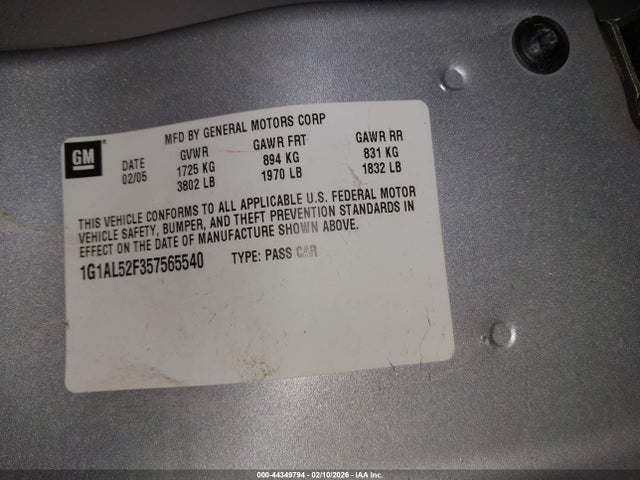 MFD BY GENERAL MOTORS CORP
GM
DATE GVWR GAWR FRT GAWR RR
02/05 1725 KG 894 KG 831 KG
3802 LB 1970 LB 1832 LB
THIS VEHICLE CONFORMS TO ALL APPLICABLE U.S. FEDERAL MOTOR
VEHICLE SAFETY, BUMPER, AND THEFT PREVENTION STANDARDS IN
EFFECT ON THE DATE OF MANUFACTURE SHOWN ABOVE.
1G1AL52F357565540 TYPE: PASS CAR
000-44349794 - 02/10/2026 - IAA Inc.